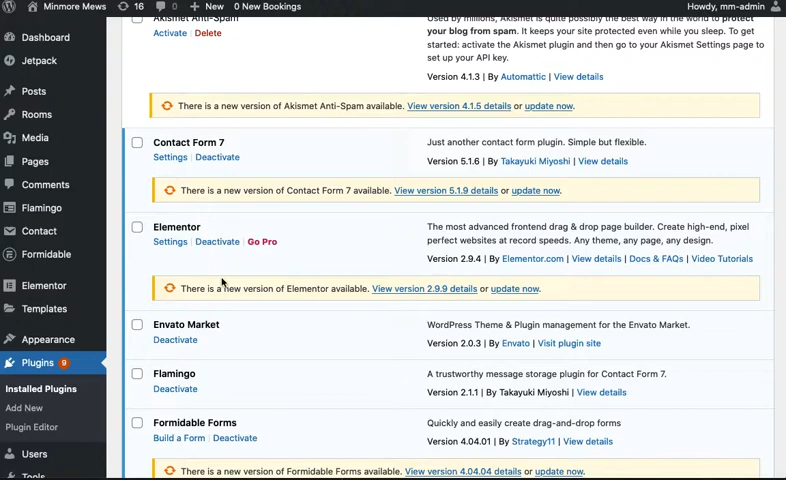 Minmore Mews 16 0 + New 0 New Bookings Howdy, mm-admin
Dashboard
Jetpack
Posts
Rooms
Media
Pages
Comments
Flamingo
Contact
Formidable
Elementor
Templates
Appearance
Plugins 9
Installed Plugins
Add New
Plugin Editor
Users
Tools
Akismet Anti-Spam
Activate | Delete
Used by millions, Akismet is quite possibly the best way in the world to protect
your blog from spam. It keeps your site protected even while you sleep. To get
started: activate the Akismet plugin and then go to your Akismet Settings page to
set up your API key.
Version 4.1.3 | By Automattic | View details
There is a new version of Akismet Anti-Spam available. View version 4.1.5 details or update now.
Contact Form 7
Settings | Deactivate
Just another contact form plugin. Simple but flexible.
Version 5.1.6 | By Takayuki Miyoshi | View details
There is a new version of Contact Form 7 available. View version 5.1.9 details or update now.
Elementor
Settings | Deactivate | Go Pro
The most advanced frontend drag & drop page builder. Create high-end, pixel
perfect websites at record speeds. Any theme, any page, any design.
Version 2.9.4 | By Elementor.com | View details | Docs & FAQs | Video Tutorials
There is a new version of Elementor available. View version 2.9.9 details or update now.
Envato Market
Deactivate
WordPress Theme & Plugin management for the Envato Market.
Version 2.0.3 | By Envato | Visit plugin site
Flamingo
Deactivate
A trustworthy message storage plugin for Contact Form 7.
Version 2.1.1 | By Takayuki Miyoshi | View details
Formidable Forms
Build a Form | Deactivate
Quickly and easily create drag-and-drop forms
Version 4.04.01 | By Strategy11 | View details
There is a new version of Formidable Forms available. View version 4.04.04 details or update now.